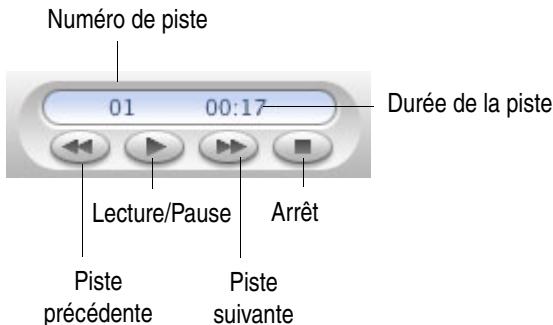 Numéro de piste
01 00:17
Durée de la piste
Lecture/Pause
Arrêt
Piste
précédente
Piste
suivante